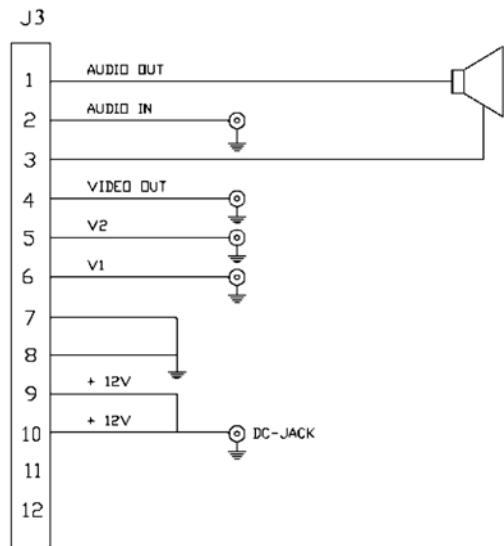 J3
1 AUDIO OUT
2 AUDIO IN
3
4 VIDEO OUT
5 V2
6 V1
7
8
9 + 12V
10 + 12V DC-JACK
11
12